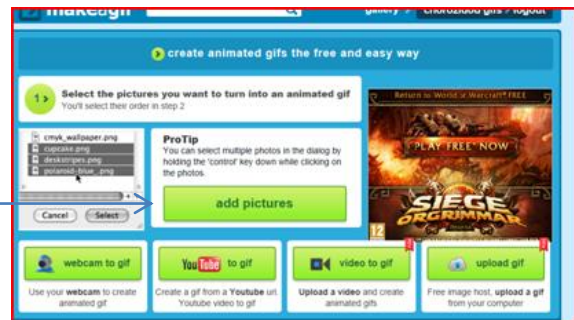 makeagif
gallery > chorozidou gifs > logout
create animated gifs the free and easy way
1 > Select the pictures you want to turn into an animated gif
You'll select their order in step 2
cmyk_wallpaper.png
cupcake.png
deskstripes.png
polaroid-blue_.png
Cancel Select
ProTip
You can select multiple photos in the dialog by
holding the 'control' key down while clicking on
the photos.
add pictures
Return to World of Warcraft® FREE
PLAY FREE* NOW
SIEGE
ORGRIMMAR
12
webcam to gif
Use your webcam to create
animated gif
YouTube to gif
Create a gif from a Youtube url
Youtube video to gif
video to gif
Upload a video and create
animated gifs
upload gif
Free image host, upload a gif
from your computer